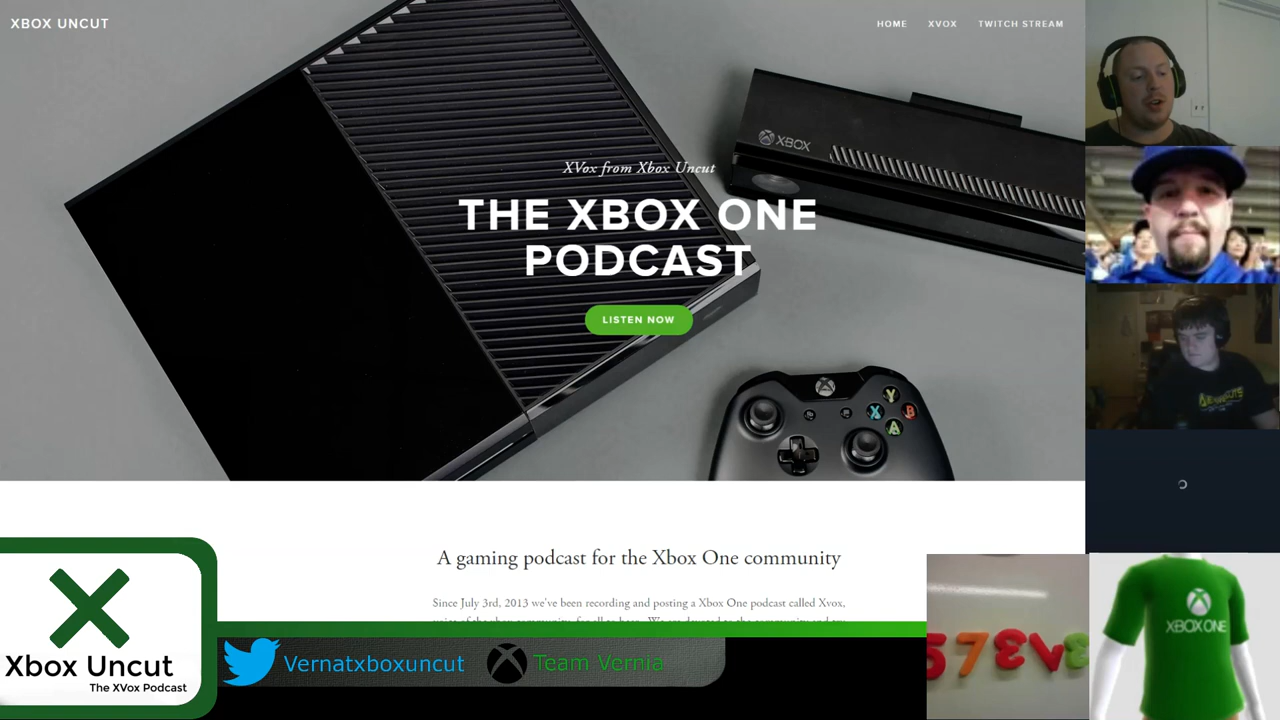 XBOX UNCUT
HOME
XVOX
TWITCH STREAM
XBOX
XVox from Xbox Uncut
THE XBOX ONE
PODCAST
LISTEN NOW
Y
X
B
A
A gaming podcast for the Xbox One community
Since July 3rd, 2013 we've been recording and posting a Xbox One podcast called Xvox,
Xbox Uncut
The XVox Podcast
Vernatxboxuncut
Team Vernia
XBOX ONE